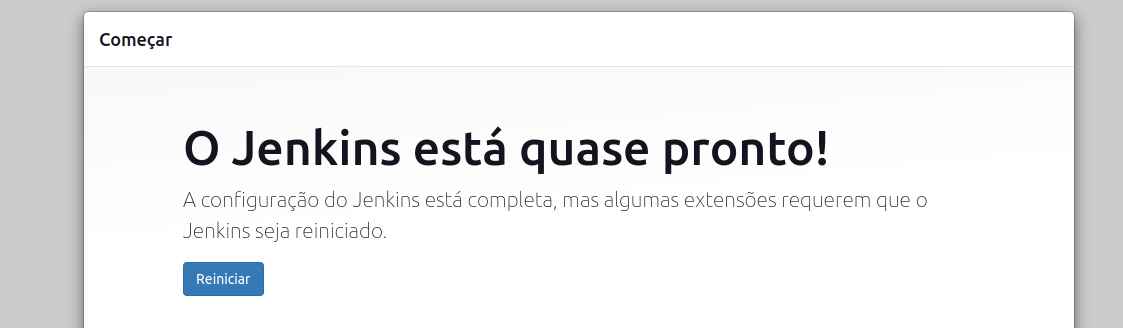 Começar
O Jenkins está quase pronto!
A configuração do Jenkins está completa, mas algumas extensões requerem que o
Jenkins seja reiniciado.
Reiniciar